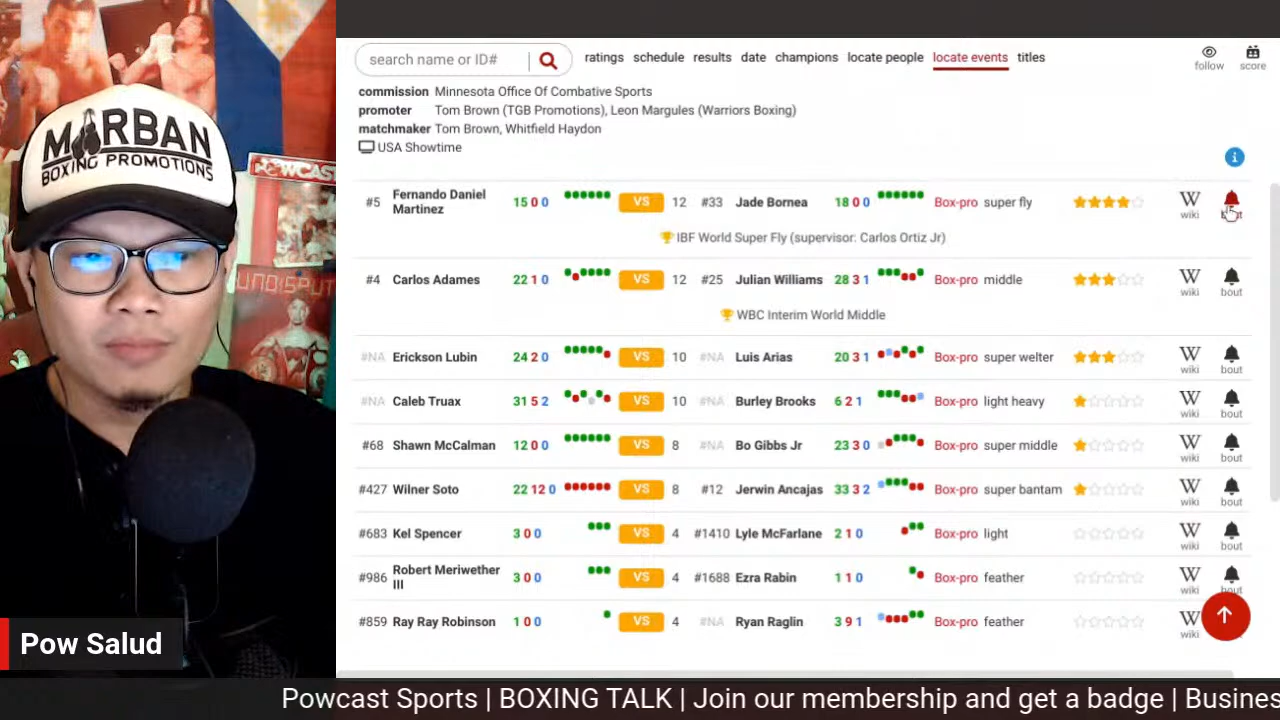 MARBAN
BOXING PROMOTIONS
POWCAST
UNDISPUT
Pow Salud
search name or ID#
ratings schedule results date champions locate people locate events titles
follow score
commission Minnesota Office Of Combative Sports
promoter Tom Brown (TGB Promotions), Leon Margules (Warriors Boxing)
matchmaker Tom Brown, Whitfield Haydon
USA Showtime
#5 Fernando Daniel Martinez 15 0 0 VS 12 #33 Jade Bornea 18 0 0 Box-pro super fly W wiki bout
IBF World Super Fly (supervisor: Carlos Ortiz Jr)
#4 Carlos Adames 22 1 0 VS 12 #25 Julian Williams 28 3 1 Box-pro middle W wiki bout
WBC Interim World Middle
#NA Erickson Lubin 24 2 0 VS 10 #NA Luis Arias 20 3 1 Box-pro super welter W wiki bout
#NA Caleb Truax 31 5 2 VS 10 #NA Burley Brooks 6 2 1 Box-pro light heavy W wiki bout
#68 Shawn McCalman 12 0 0 VS 8 #NA Bo Gibbs Jr 23 3 0 Box-pro super middle W wiki bout
#427 Wilner Soto 22 12 0 VS 8 #12 Jerwin Ancajas 33 3 2 Box-pro super bantam W wiki bout
#683 Kel Spencer 3 0 0 VS 4 #1410 Lyle McFarlane 2 1 0 Box-pro light W wiki bout
#986 Robert Meriwether III 3 0 0 VS 4 #1688 Ezra Rabin 1 1 0 Box-pro feather W wiki bout
#859 Ray Ray Robinson 1 0 0 VS 4 #NA Ryan Raglin 3 9 1 Box-pro feather W wiki
Powcast Sports | BOXING TALK | Join our membership and get a badge | Busines